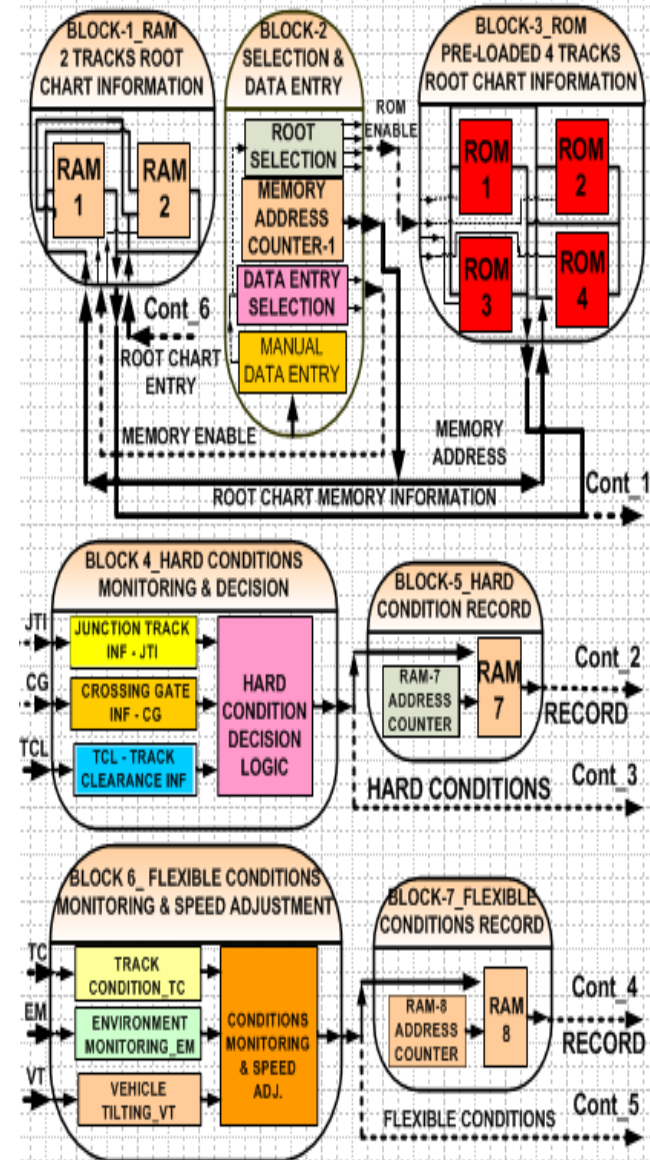 BLOCK-1_RAM
2 TRACKS ROOT
CHART INFORMATION
RAM
1
RAM
2
BLOCK-2
SELECTION &
DATA ENTRY
ROOT
SELECTION
MEMORY
ADDRESS
COUNTER-1
DATA ENTRY
SELECTION
MANUAL
DATA ENTRY
ROM
ENABLE
BLOCK-3_ROM
PRE-LOADED 4 TRACKS
ROOT CHART INFORMATION
ROM
1
ROM
2
ROM
3
ROM
4
Cont_6
ROOT CHART
ENTRY
MEMORY ENABLE
MEMORY
ADDRESS
ROOT CHART MEMORY INFORMATION
Cont_1
BLOCK 4_HARD CONDITIONS
MONITORING & DECISION
JTI
CG
TCL
JUNCTION TRACK
INF - JTI
CROSSING GATE
INF - CG
TCL - TRACK
CLEARANCE INF
HARD
CONDITION
DECISION
LOGIC
BLOCK-5_HARD
CONDITION RECORD
RAM-7
ADDRESS
COUNTER
RAM
7
Cont_2
RECORD
HARD CONDITIONS
Cont_3
BLOCK 6_ FLEXIBLE CONDITIONS
MONITORING & SPEED ADJUSTMENT
TC
EM
VT
TRACK
CONDITION_TC
ENVIRONMENT
MONITORING_EM
VEHICLE
TILTING_VT
CONDITIONS
MONITORING
& SPEED
ADJ.
BLOCK-7_FLEXIBLE
CONDITIONS RECORD
RAM-8
ADDRESS
COUNTER
RAM
8
Cont_4
RECORD
FLEXIBLE CONDITIONS
Cont_5